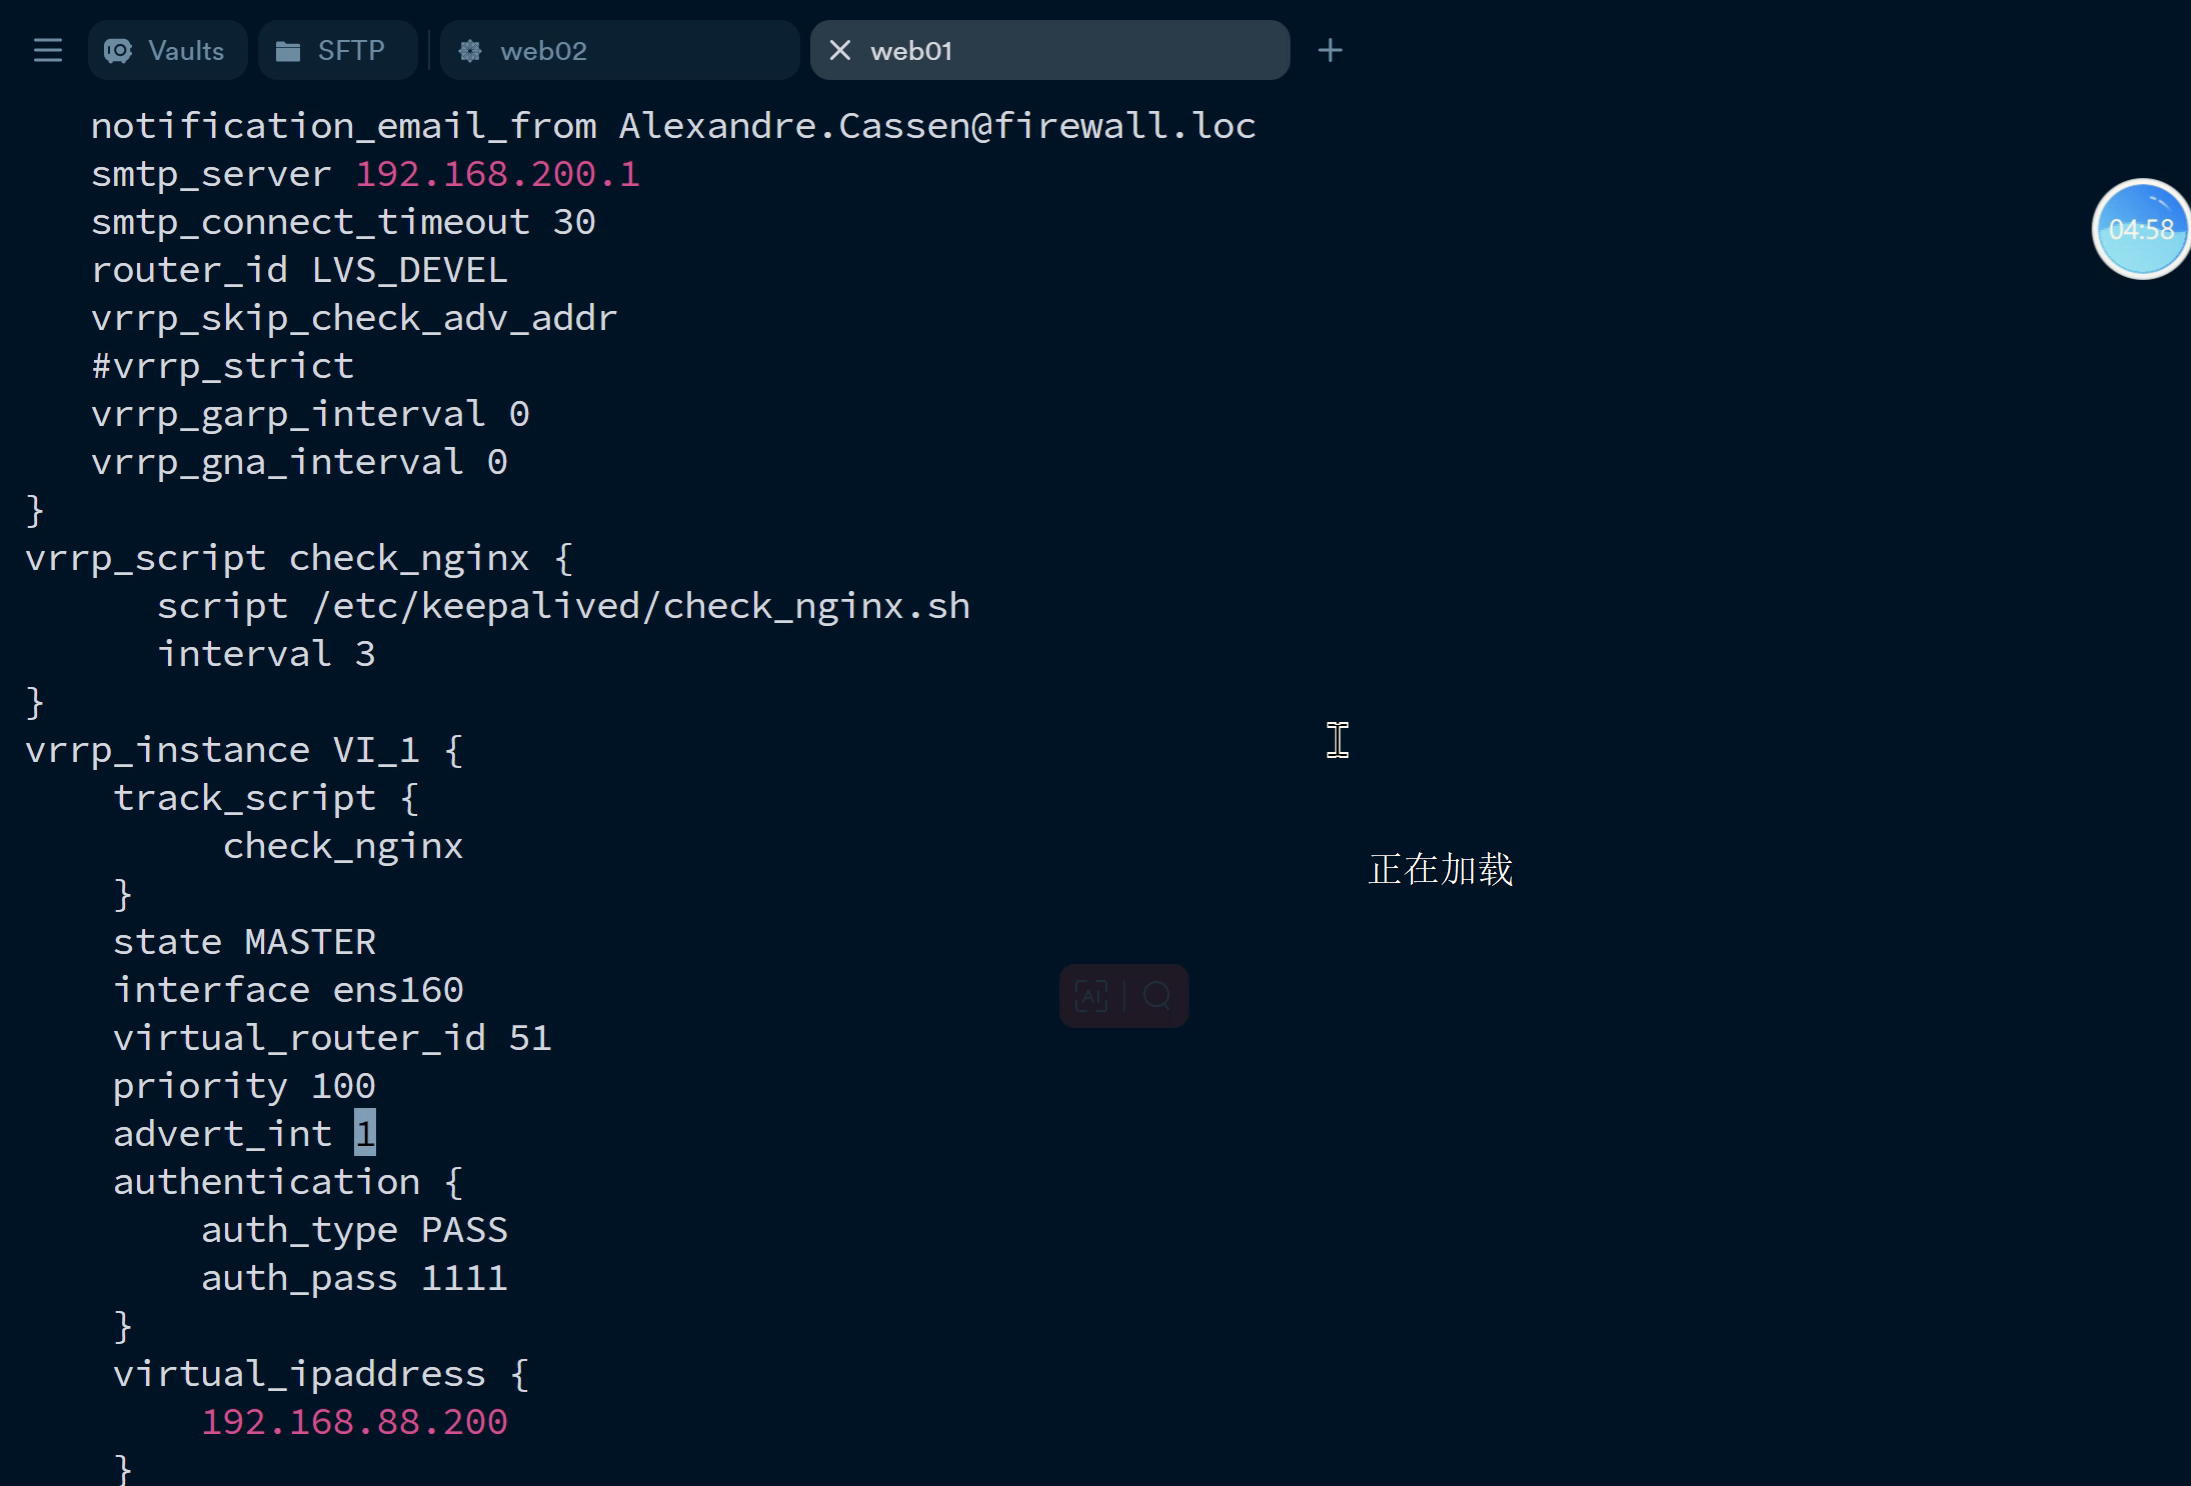 Vaults SFTP web02 web01
notification_email_from Alexandre.Cassen@firewall.loc
smtp_server 192.168.200.1
04:58
smtp_connect_timeout 30
router_id LVS_DEVEL
vrrp_skip_check_adv_addr
#vrrp_strict
vrrp_garp_interval 0
vrrp_gna_interval 0
}
vrrp_script check_nginx {
script /etc/keepalived/check_nginx.sh
interval 3
}
vrrp_instance VI_1 {
track_script {
check_nginx
正在加载
}
state MASTER
interface ens160
AI
virtual_router_id 51
priority 100
advert_int 1
authentication {
auth_type PASS
auth_pass 1111
}
virtual_ipaddress {
192.168.88.200
}